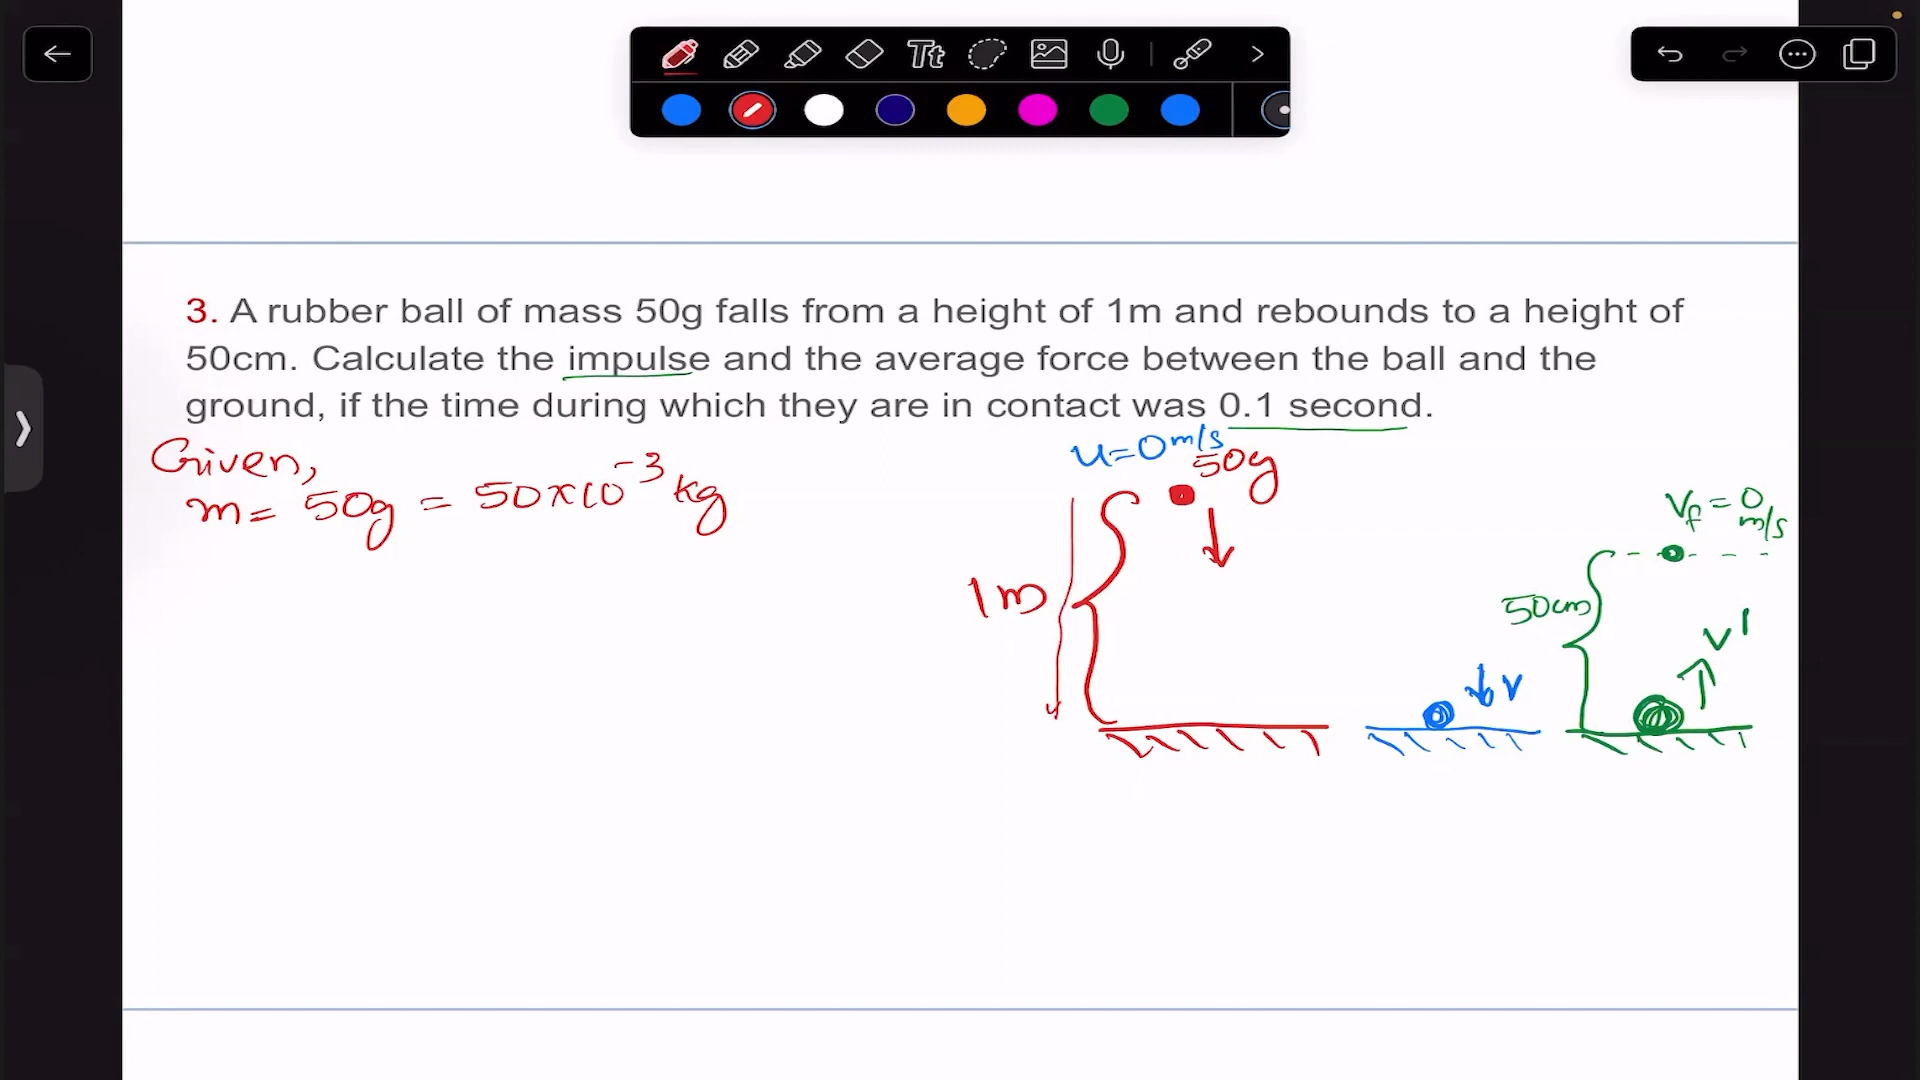 Tt
3. A rubber ball of mass 50g falls from a height of 1m and rebounds to a height of
50cm. Calculate the impulse and the average force between the ball and the
ground, if the time during which they are in contact was 0.1 second.
Given,
m = 50g = 50×10⁻³ kg
u=0 m/s
50g
1m
v
Vf = 0 m/s
50cm
v'